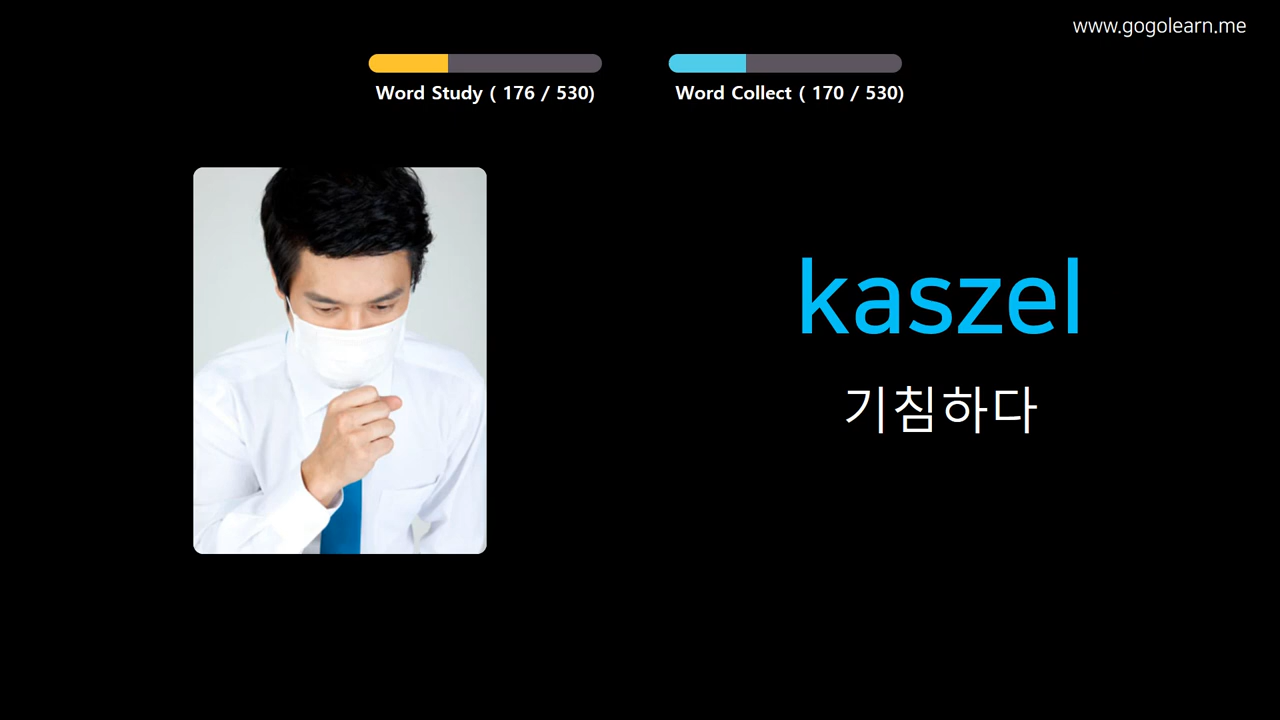 www.gogolearn.me
Word Study ( 176 / 530)
Word Collect ( 170 / 530)
kaszel
기침하다